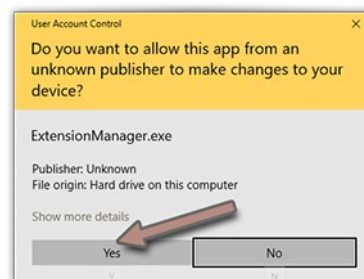 User Account Control
Do you want to allow this app from an
unknown publisher to make changes to your
device?
ExtensionManager.exe
Publisher: Unknown
File origin: Hard drive on this computer
Show more details
Yes No
Y N